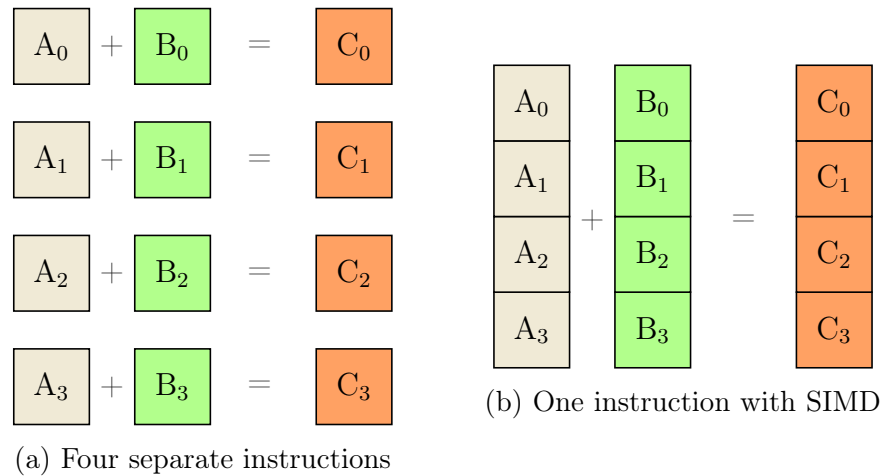 A₀ + B₀ = C₀
A₁ + B₁ = C₁
A₂ + B₂ = C₂
A₃ + B₃ = C₃
(a) Four separate instructions
A₀ B₀ C₀
A₁ B₁ C₁
+ =
A₂ B₂ C₂
A₃ B₃ C₃
(b) One instruction with SIMD